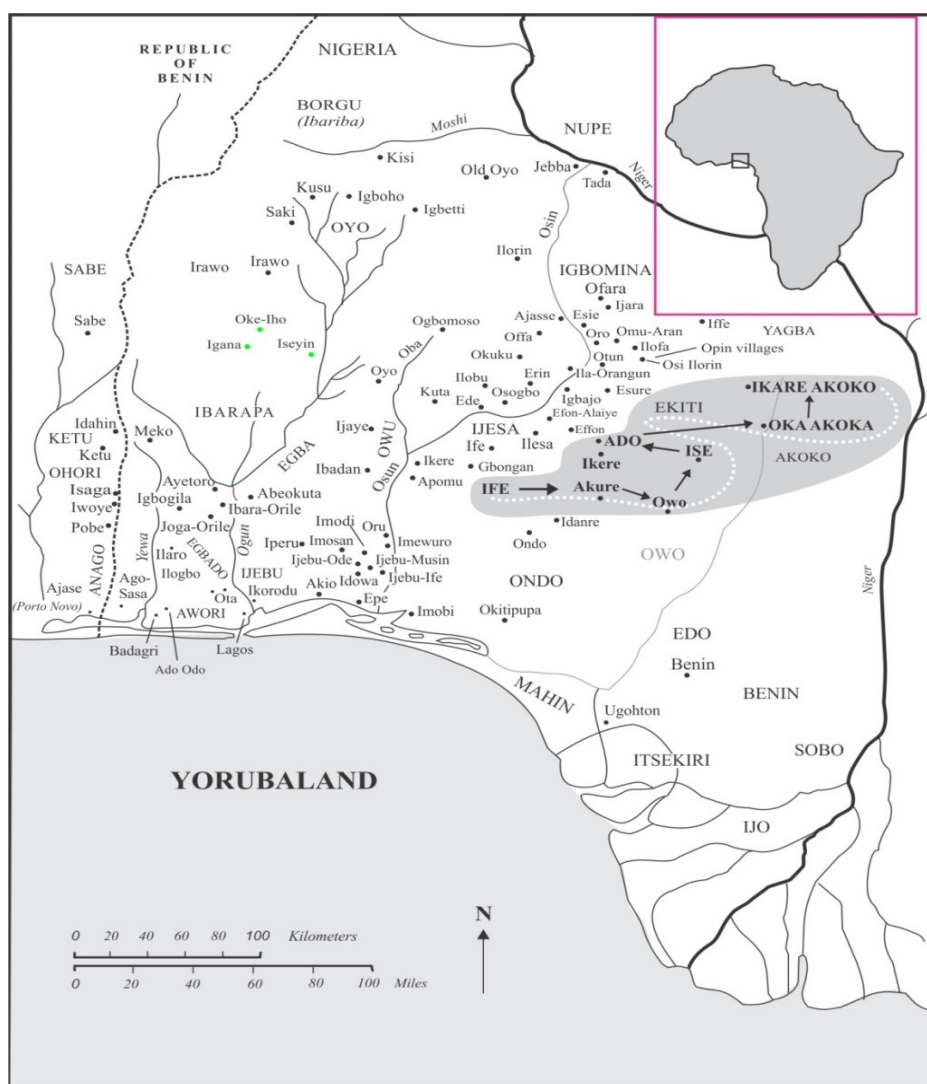 REPUBLIC
OF
BENIN
NIGERIA
BORGU
(Ibariba)
Moshi
NUPE
Kisi
Old Oyo
Jebba
Tada
Niger
Kusu
Igboho
Igbetti
Saki
OYO
Osin
Ilorin
IGBOMINA
Ofara
Ijara
SABE
Sabe
Irawo
Irawo
Oke-Iho
Igana
Iseyin
Ogbomoso
Oba
Ajasse
Esie
Offa
Oro
Omu-Aran
Iffe
YAGBA
Ilofa
Opin villages
Okuku
Otun
Osi Ilorin
Ila-Orangun
Oyo
Ilobu
Erin
Kuta
Ede
Osogbo
Igbajo
Esure
IKARE AKOKO
IBARAPA
Efon-Alaiye
EKITI
OKA AKOKA
Idahin
KETU
Ketu
Meko
EGBA
Ijaye
OWU
IJESA
Ife
Ilesa
Effon
ADO
ISE
AKOKO
OHORI
Ibadan
Osun
Ikere
Gbongan
Ikere
Isaga
Ayetoro
Abeokuta
Apomu
IFE
Akure
Owo
Iwoye
Igbogila
Ibara-Orile
Pobe
Joga-Orile
Imodi
Oru
Idanre
Iperu
Imosan
Imewuro
Ondo
OWO
ANAGO
Yewa
Ilaro
EGBADO
Ogun
Ijebu-Ode
Ijebu-Musin
Ilogbo
IJEBU
Idowa
Ijebu-Ife
ONDO
Ajase
(Porto Novo)
Ago-
Sasa
Ota
Ikorodu
Akio
Epe
Imobi
Okitipupa
AWORI
Badagri
Ado Odo
Lagos
EDO
Benin
Niger
MAHIN
BENIN
Ugohton
ITSEKIRI
SOBO
IJO
YORUBALAND
N
0 20 40 60 80 100 Kilometers
0 20 40 60 80 100 Miles